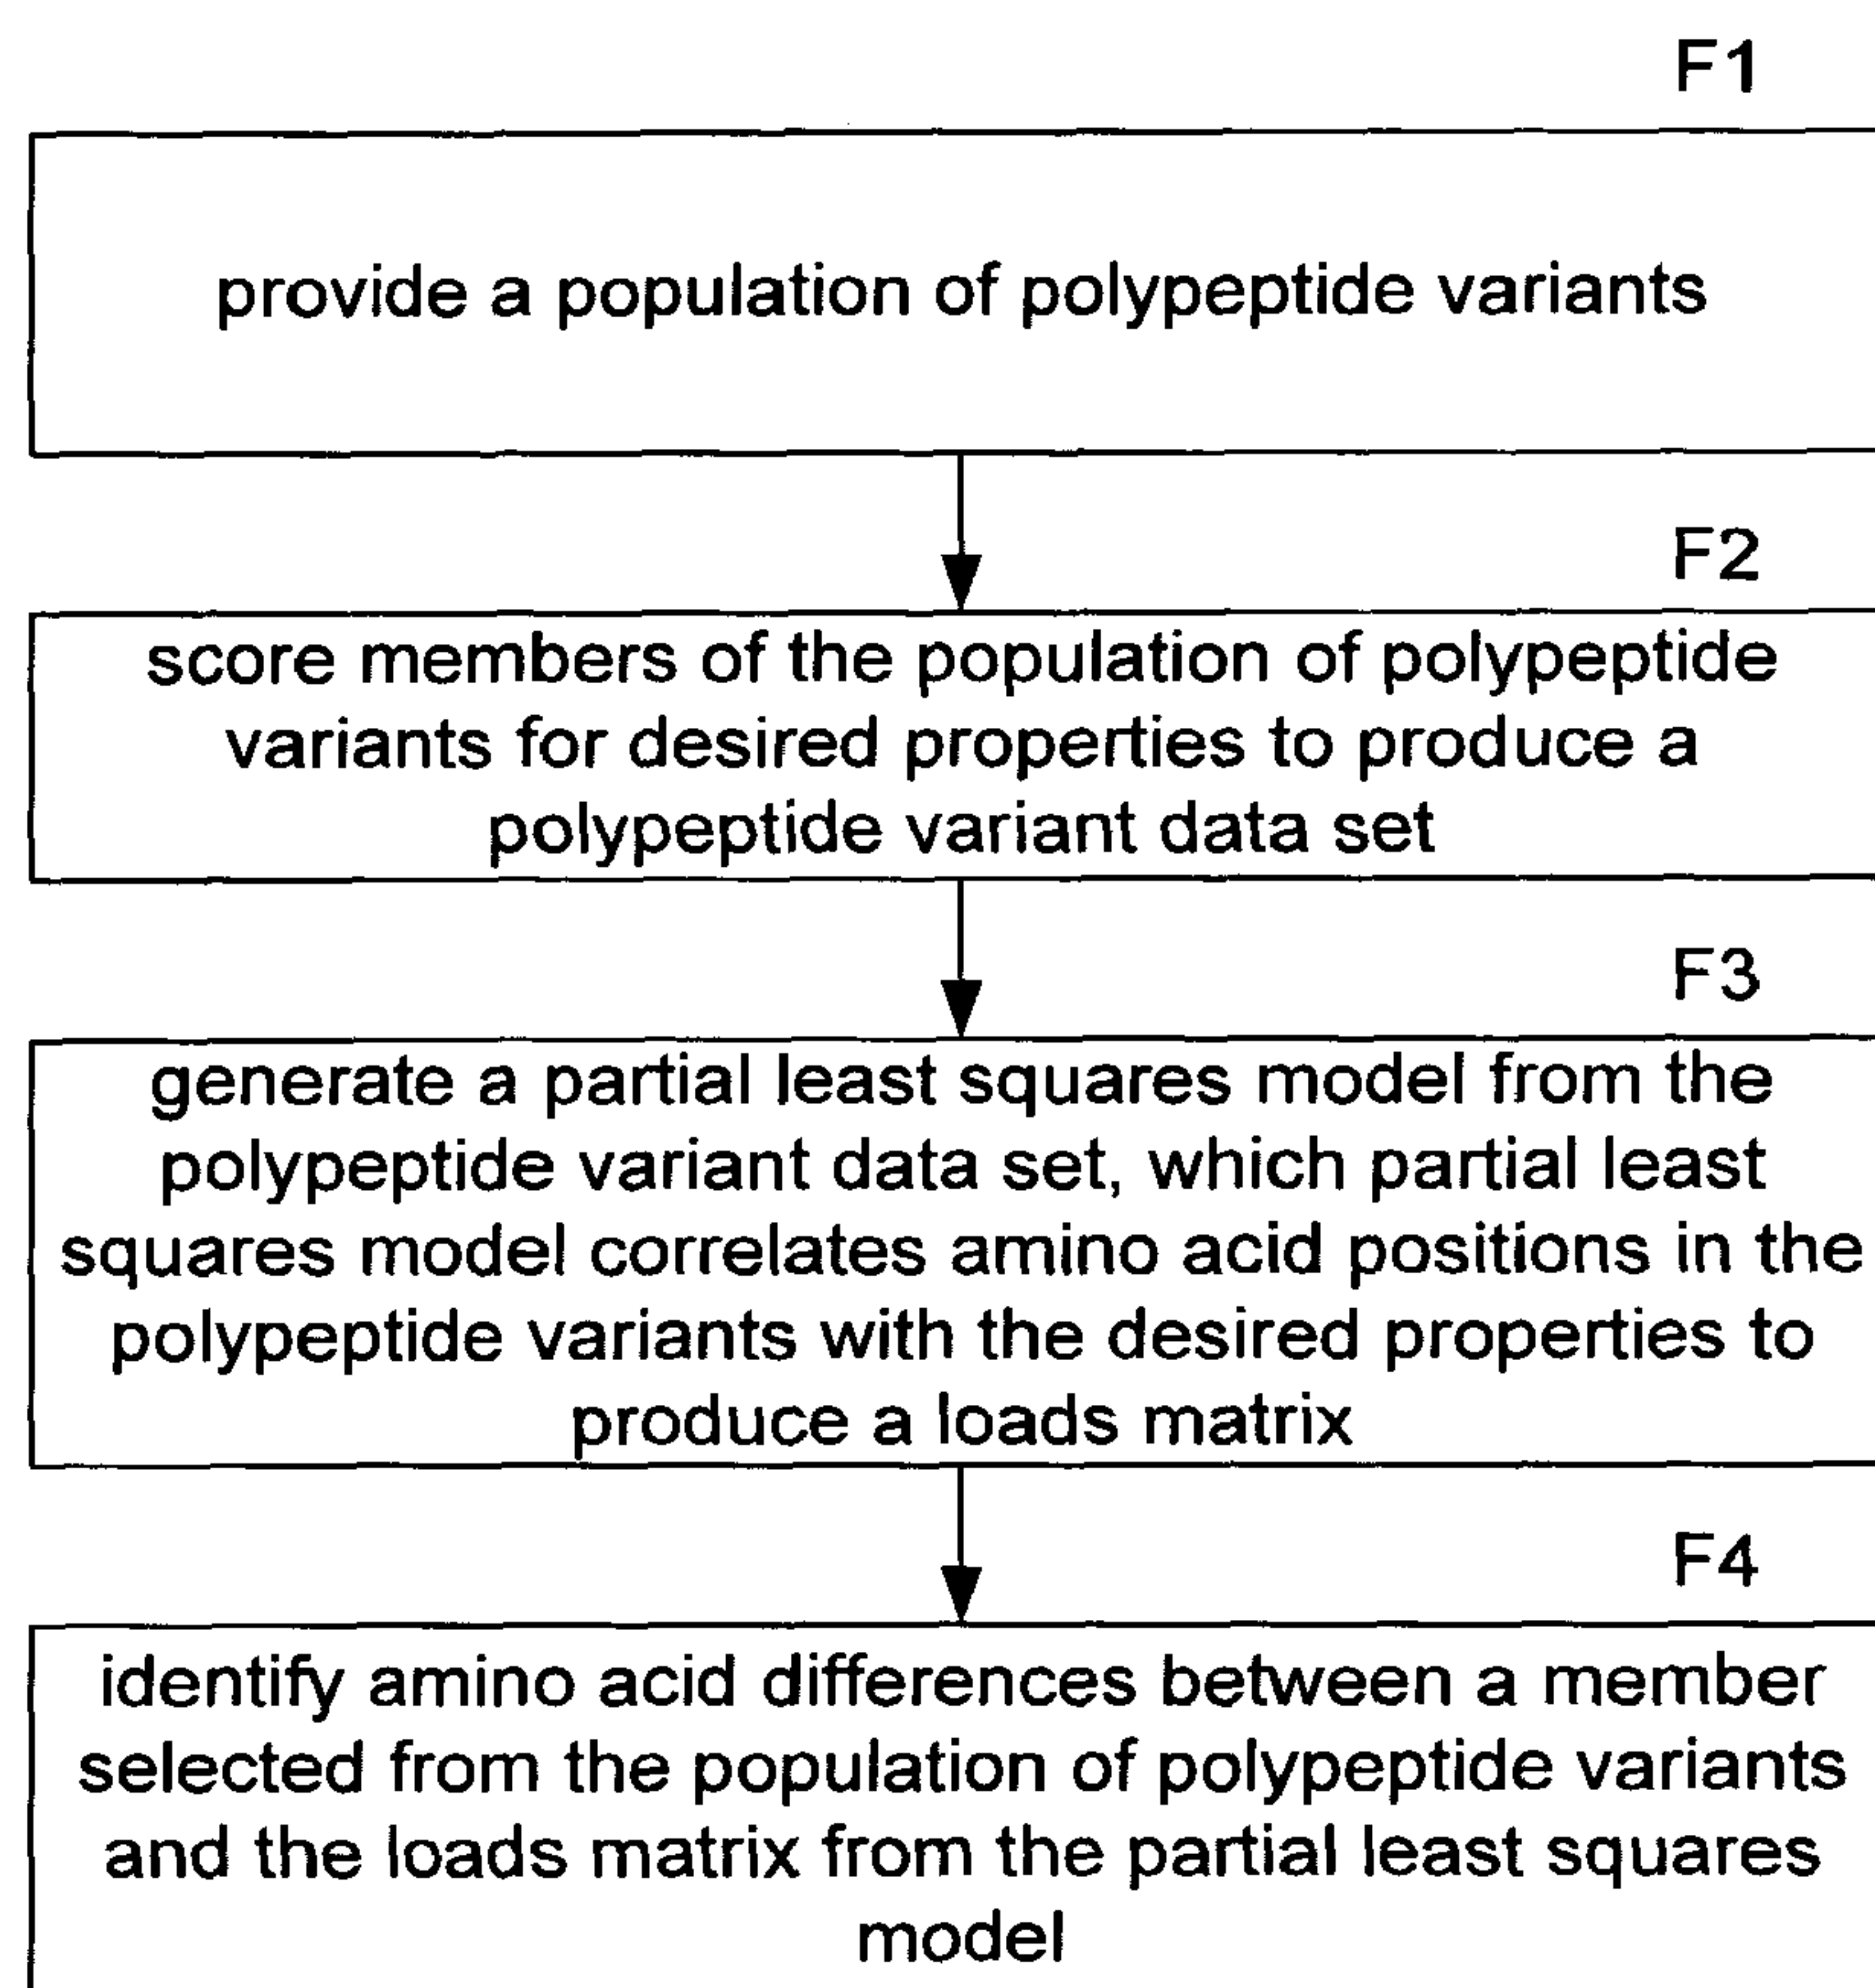 F1
provide a population of polypeptide variants
F2
score members of the population of polypeptide
variants for desired properties to produce a
polypeptide variant data set
F3
generate a partial least squares model from the
polypeptide variant data set, which partial least
squares model correlates amino acid positions in the
polypeptide variants with the desired properties to
produce a loads matrix
F4
identify amino acid differences between a member
selected from the population of polypeptide variants
and the loads matrix from the partial least squares
model